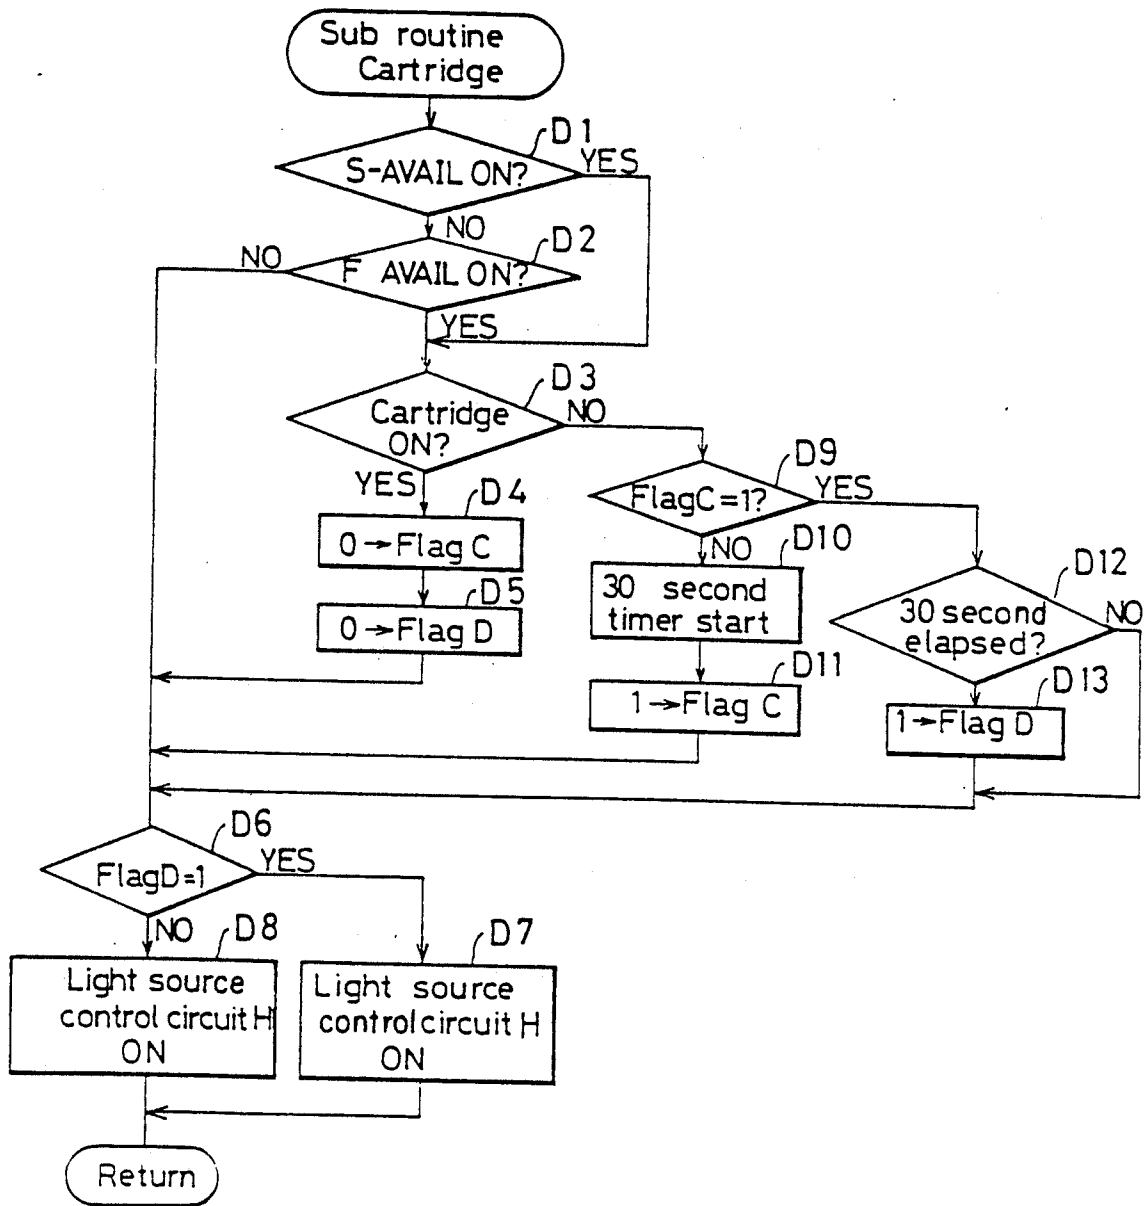 Sub routine
Cartridge
D1
S-AVAIL ON?
YES
NO
D2
NO
F AVAIL ON?
YES
D3
Cartridge
ON?
NO
YES
D4
0→Flag C
D5
0→Flag D
D9
FlagC=1?
YES
NO
D10
30 second
timer start
D11
1→Flag C
D12
30 second
elapsed?
NO
D13
1→Flag D
D6
FlagD=1
YES
NO
D8
Light source
control circuit H
ON
D7
Light source
control circuit H
ON
Return